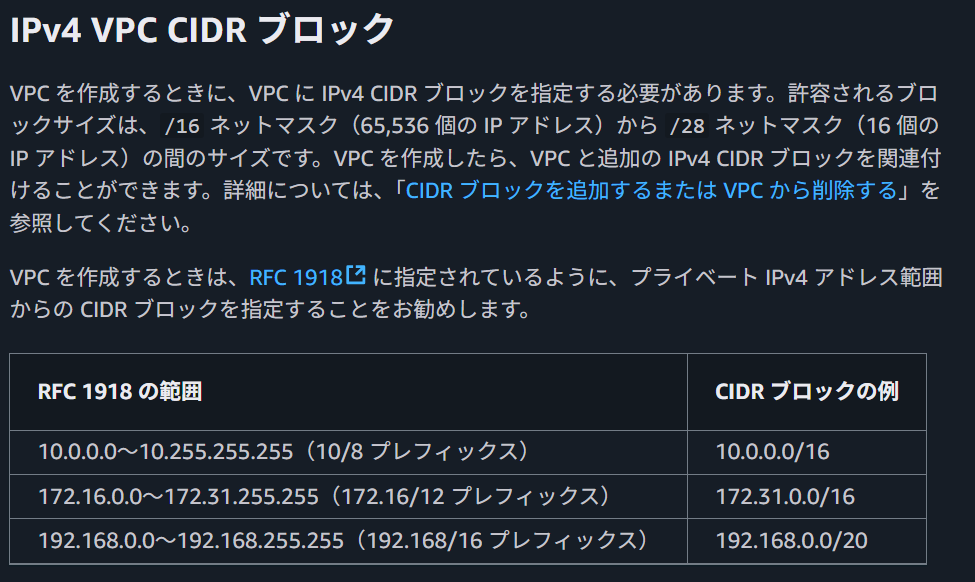 IPv4 VPC CIDR ブロック
VPC を作成するときに、VPC に IPv4 CIDR ブロックを指定する必要があります。許容されるブロ
ックサイズは、/16 ネットマスク（65,536 個の IP アドレス）から /28 ネットマスク（16 個の
IP アドレス）の間のサイズです。VPC を作成したら、VPC と追加の IPv4 CIDR ブロックを関連付
けることができます。詳細については、「CIDR ブロックを追加するまたは VPC から削除する」を
参照してください。
VPC を作成するときは、RFC 1918 に指定されているように、プライベート IPv4 アドレス範囲
からの CIDR ブロックを指定することをお勧めします。
RFC 1918 の範囲 CIDR ブロックの例
10.0.0.0～10.255.255.255（10/8 プレフィックス） 10.0.0.0/16
172.16.0.0～172.31.255.255（172.16/12 プレフィックス） 172.31.0.0/16
192.168.0.0～192.168.255.255（192.168/16 プレフィックス） 192.168.0.0/20